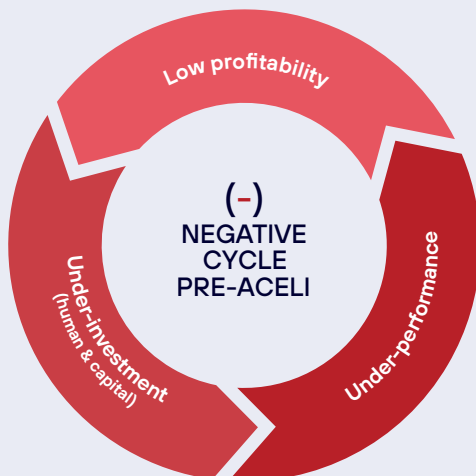 Low profitability
(-)
NEGATIVE
CYCLE
PRE-ACELI
Under-performance
Under-investment
(human & capital)